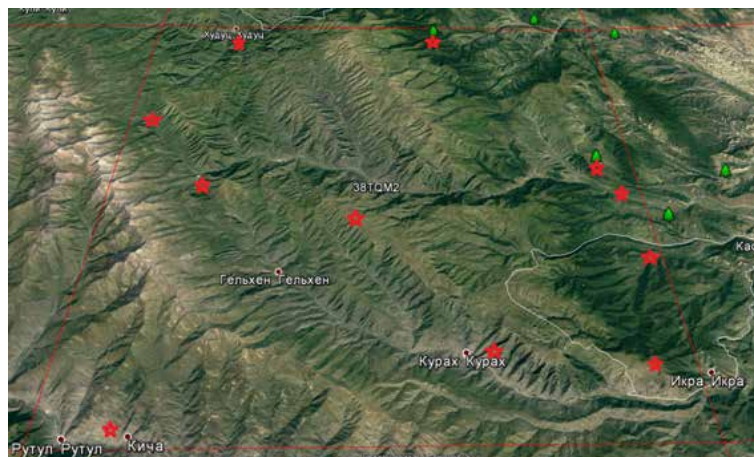 Худуц Худуц
38TQM2
Гельхен Гельхен
Курах Курах
Икра Икра
Рутул Рутул
Кича